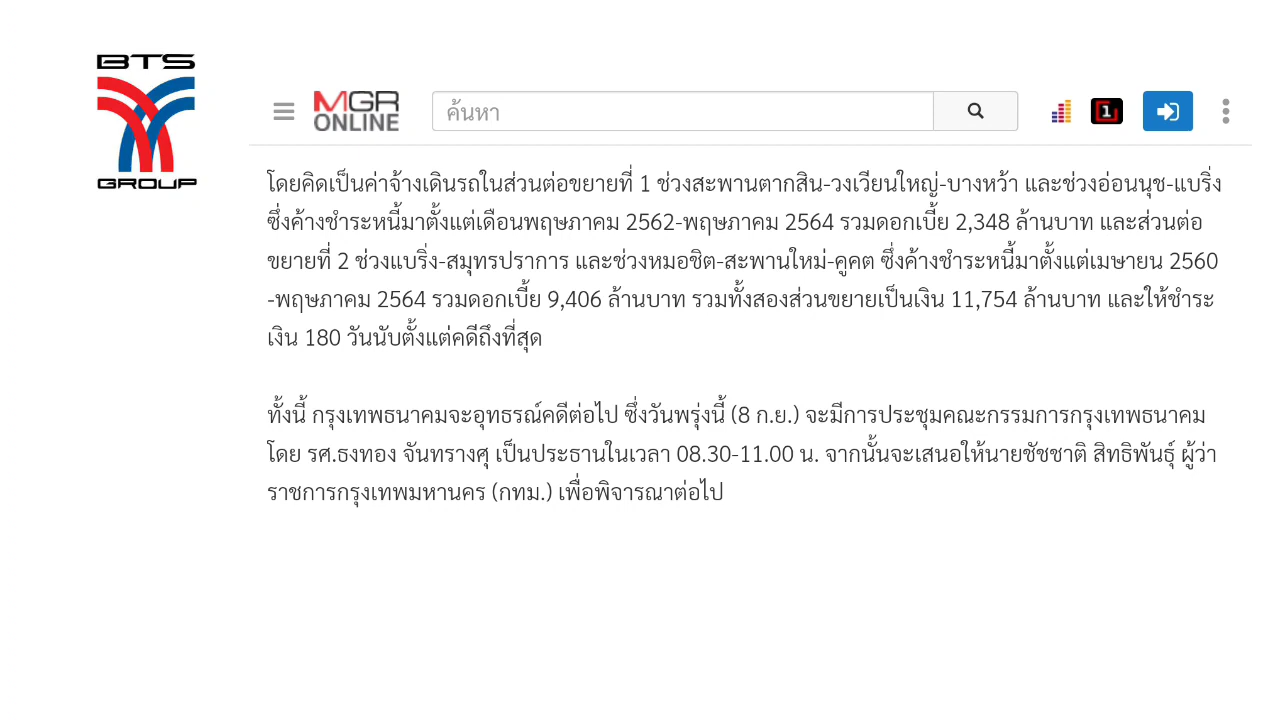 BTS
GROUP
MGR
ONLINE
ค้นหา
1
โดยคิดเป็นค่าจ้างเดินรถในส่วนต่อขยายที่ 1 ช่วงสะพานตากสิน-วงเวียนใหญ่-บางหว้า และช่วงอ่อนนุช-แบริ่ง
ซึ่งค้างชำระหนี้มาตั้งแต่เดือนพฤษภาคม 2562-พฤษภาคม 2564 รวมดอกเบี้ย 2,348 ล้านบาท และส่วนต่อ
ขยายที่ 2 ช่วงแบริ่ง-สมุทรปราการ และช่วงหมอชิต-สะพานใหม่-คูคต ซึ่งค้างชำระหนี้มาตั้งแต่เมษายน 2560
-พฤษภาคม 2564 รวมดอกเบี้ย 9,406 ล้านบาท รวมทั้งสองส่วนขยายเป็นเงิน 11,754 ล้านบาท และให้ชำระ
เงิน 180 วันนับตั้งแต่คดีถึงที่สุด
ทั้งนี้ กรุงเทพธนาคมจะอุทธรณ์คดีต่อไป ซึ่งวันพรุ่งนี้ (8 ก.ย.) จะมีการประชุมคณะกรรมการกรุงเทพธนาคม
โดย รศ.ธงทอง จันทรางศุ เป็นประธานในเวลา 08.30-11.00 น. จากนั้นจะเสนอให้นายชัชชาติ สิทธิพันธุ์ ผู้ว่า
ราชการกรุงเทพมหานคร (กทม.) เพื่อพิจารณาต่อไป